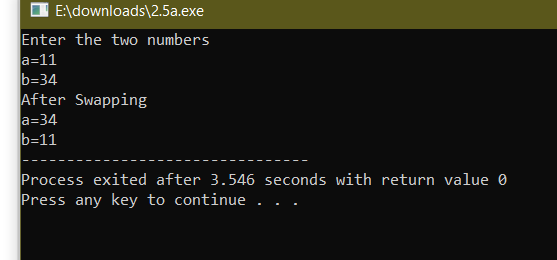 E:\downloads\2.5a.exe
Enter the two numbers
a=11
b=34
After Swapping
a=34
b=11
--------------------------------
Process exited after 3.546 seconds with return value 0
Press any key to continue . . .